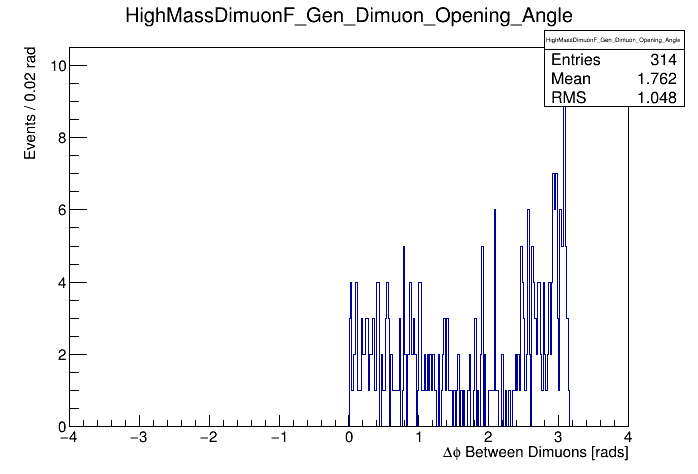 HighMassDimuonF_Gen_Dimuon_Opening_Angle
HighMassDimuonF_Gen_Dimuon_Opening_Angle
Entries 314
Mean 1.762
RMS 1.048
Events / 0.02 rad
10
8
6
4
2
0
−4 −3 −2 −1 0 1 2 3 4
Δϕ Between Dimuons [rads]